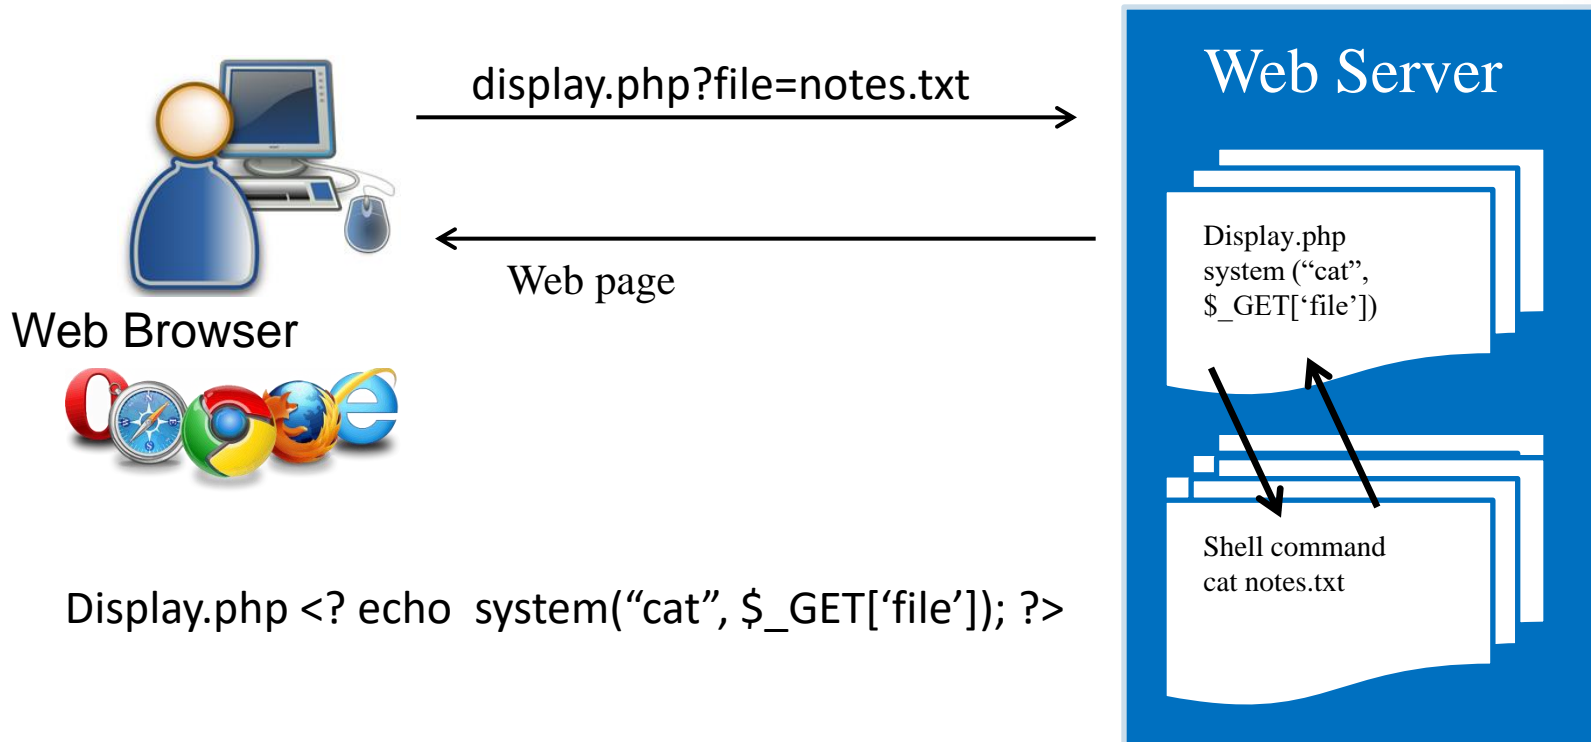 display.php?file=notes.txt
Web Server
Web page
Web Browser
Display.php
system (“cat”,
$_GET[‘file’])
Shell command
cat notes.txt
Display.php <? echo  system(“cat”, $_GET[‘file’]); ?>